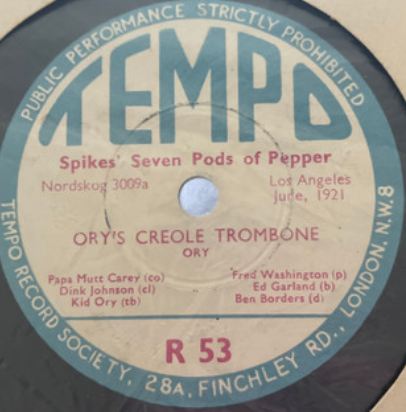 PUBLIC PERFORMANCE STRICTLY PROHIBITED
TEMPO
Spikes' Seven Pods of Pepper
Nordskog 3009a
Los Angeles
June, 1921
ORY'S CREOLE TROMBONE
ORY
Papa Mutt Carey (co)
Dink Johnson (cl)
Kid Ory (tb)
Fred Washington (p)
Ed Garland (b)
Ben Borders (d)
R 53
TEMPO RECORD SOCIETY, 28A, FINCHLEY RD., LONDON. N.W.8